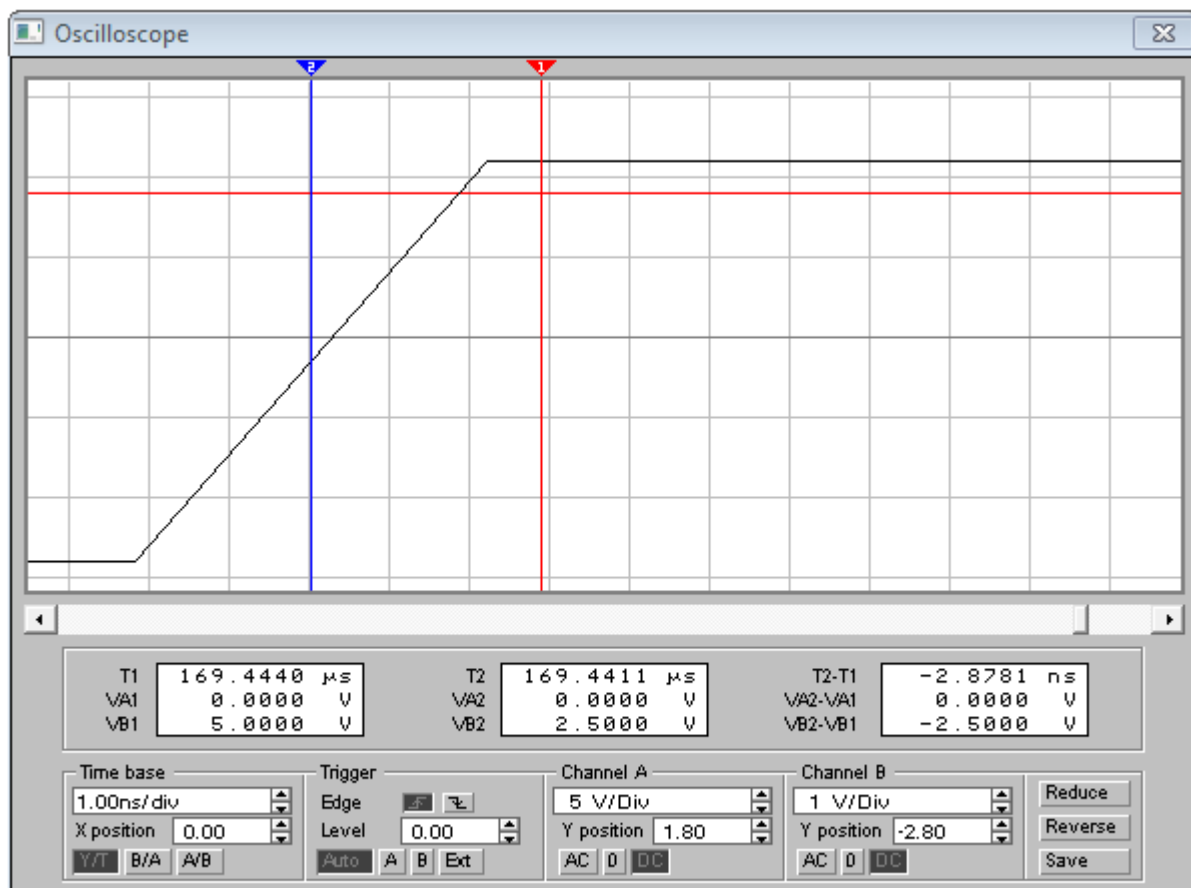 Oscilloscope
2 1
T1 169.4440 µs T2 169.4411 µs T2-T1 -2.8781 ns
VA1 0.0000 V VA2 0.0000 V VA2-VA1 0.0000 V
VB1 5.0000 V VB2 2.5000 V VB2-VB1 -2.5000 V
Time base Trigger Channel A Channel B
1.00ns/div Edge 5 V/Div 1 V/Div Reduce
X position 0.00 Level 0.00 Y position 1.80 Y position -2.80 Reverse
Y/T B/A A/B Auto A B Ext AC 0 DC AC 0 DC Save